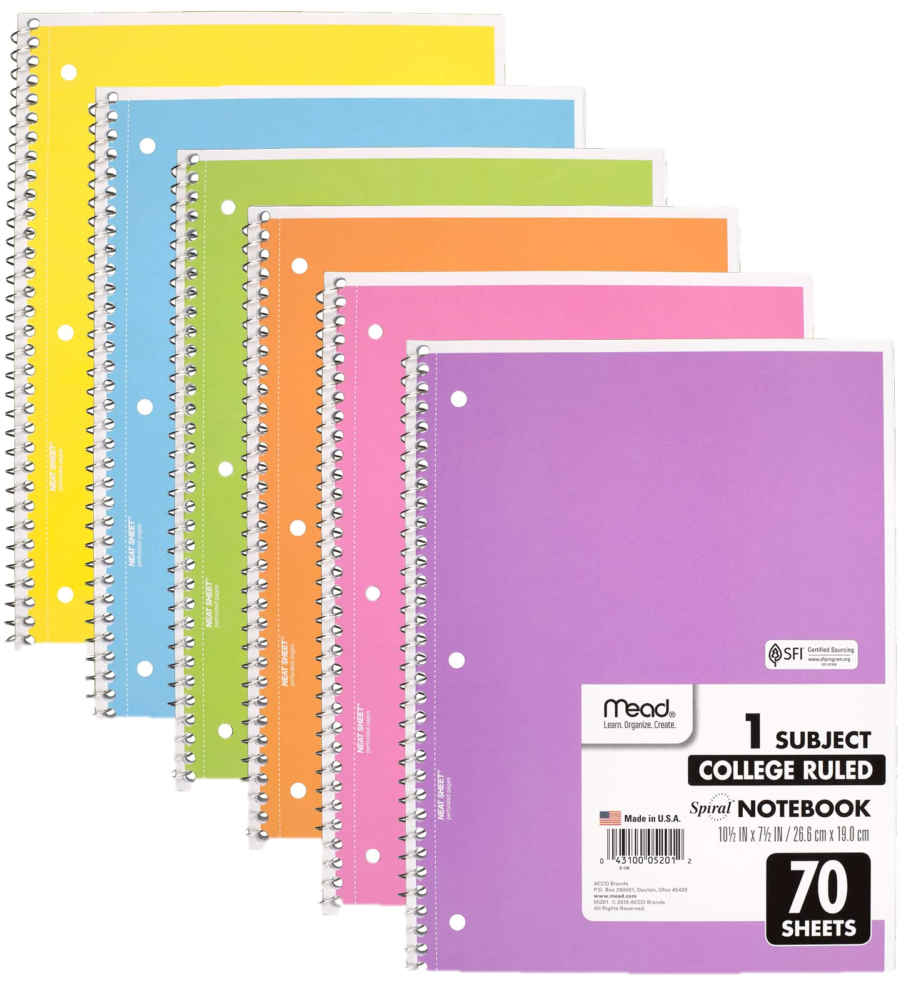 NEAT SHEET®
perforated pages
NEAT SHEET®
perforated pages
NEAT SHEET®
perforated pages
NEAT SHEET®
perforated pages
NEAT SHEET®
perforated pages
NEAT SHEET®
perforated pages
SFI® Certified Sourcing
www.sfiprogram.org
SFI-01359
Mead®
Learn. Organize. Create.
1 SUBJECT
COLLEGE RULED
Spiral® NOTEBOOK
10½ IN x 7½ IN / 26.6 cm x 19.0 cm
70
SHEETS
Made in U.S.A.
0 43100 05201 2
B-106
ACCO Brands
P.O. Box 290001, Dayton, Ohio 45429
www.mead.com
05201 © 2015 ACCO Brands
All Rights Reserved.